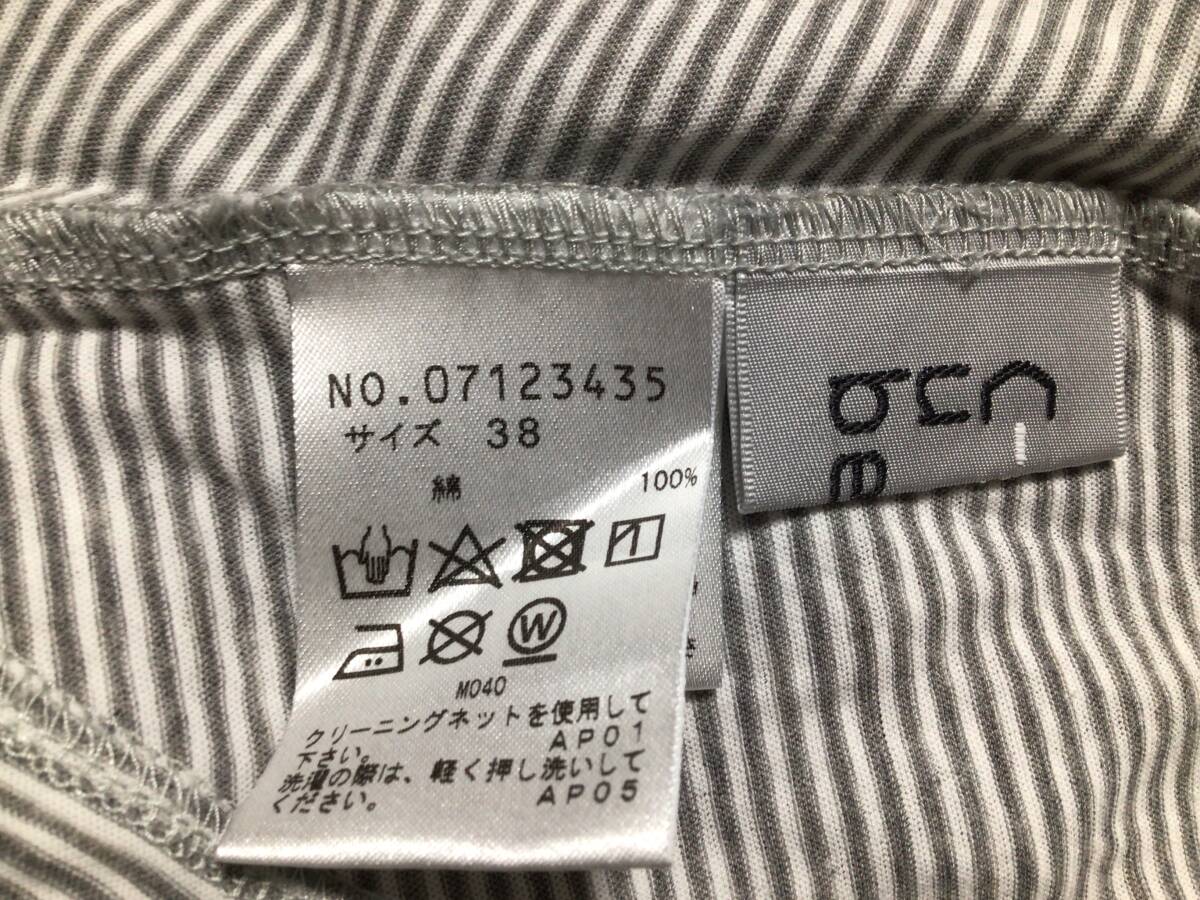 NO.07123435
サイズ 38
綿 100%
M040
クリーニングネットを使用して
下さい。 AP01
洗濯の際は、軽く押し洗いして
ください。 AP05